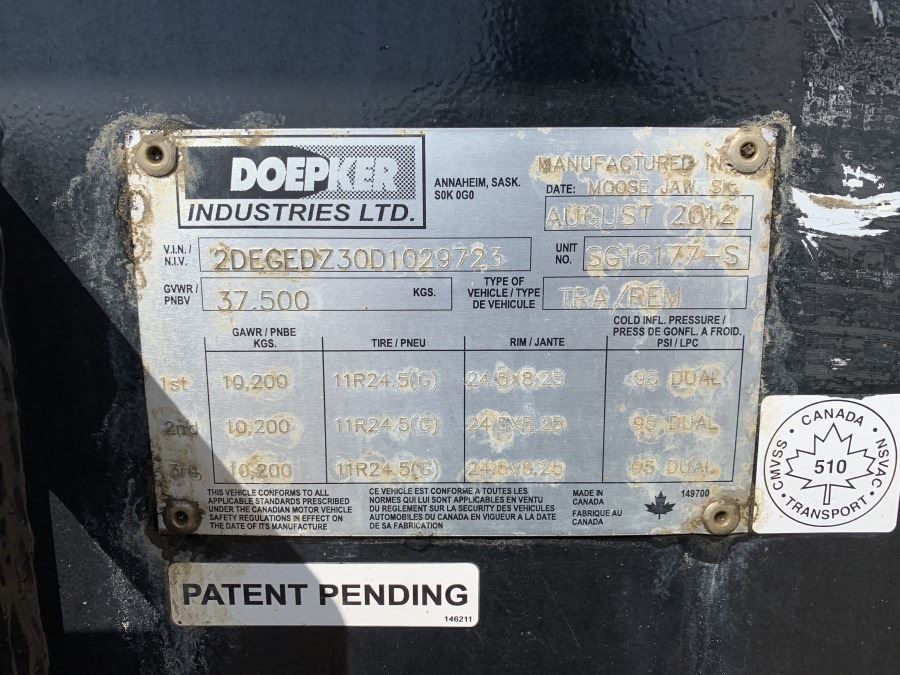 DOEPKER
INDUSTRIES LTD.
ANNAHEIM, SASK.
S0K 0G0
MANUFACTURED IN
DATE: MOOSE JAW, SK.
AUGUST 2012
V.I.N./
N.I.V.
2DEGEDZ30D1029723
UNIT
NO.
SG16177-S
GVWR /
PNBV
37.500 KGS.
TYPE OF
VEHICLE / TYPE
DE VEHICULE
TRA/REM
GAWR / PNBE
KGS.
TIRE / PNEU
RIM / JANTE
COLD INFL. PRESSURE /
PRESS DE GONFL. A FROID.
PSI / LPC
1st 10,200 11R24.5(G) 24.5x8.25 95 DUAL
2nd 10,200 11R24.5(G) 24.5x8.25 95 DUAL
3rd 10,200 11R24.5(G) 24.5x8.25 95 DUAL
THIS VEHICLE CONFORMS TO ALL
APPLICABLE STANDARDS PRESCRIBED
UNDER THE CANADIAN MOTOR VEHICLE
SAFETY REGULATIONS IN EFFECT ON
THE DATE OF ITS MANUFACTURE
CE VEHICULE EST CONFORME A TOUTES LES
NORMES QUI LUI SONT APPLICABLES EN VENTU
DU REGLEMENT SUR LA SECURITY DES VEHICULES
AUTOMOBILES DU CANADA EN VIGUEUR A LA DATE
DE SA FABRICATION
MADE IN
CANADA
FABRIQUE AU
CANADA
149700
CANADA
CMVSS
NSVAC
510
TRANSPORT
PATENT PENDING
146211